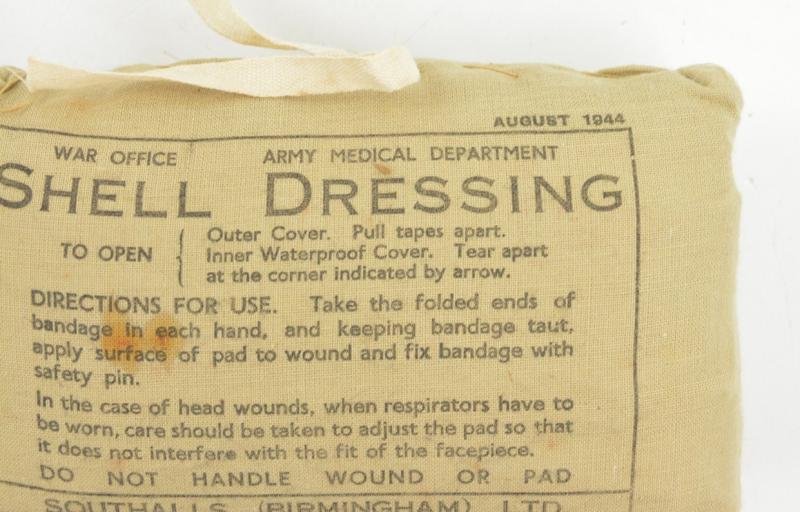 AUGUST 1944
WAR OFFICE ARMY MEDICAL DEPARTMENT
SHELL DRESSING
TO OPEN { Outer Cover. Pull tapes apart.
Inner Waterproof Cover. Tear apart
at the corner indicated by arrow.
DIRECTIONS FOR USE. Take the folded ends of
bandage in each hand, and keeping bandage taut,
apply surface of pad to wound and fix bandage with
safety pin.
In the case of head wounds, when respirators have to
be worn, care should be taken to adjust the pad so that
it does not interfere with the fit of the facepiece.
DO NOT HANDLE WOUND OR PAD
SOUTHALLS (BIRMINGHAM) LTD